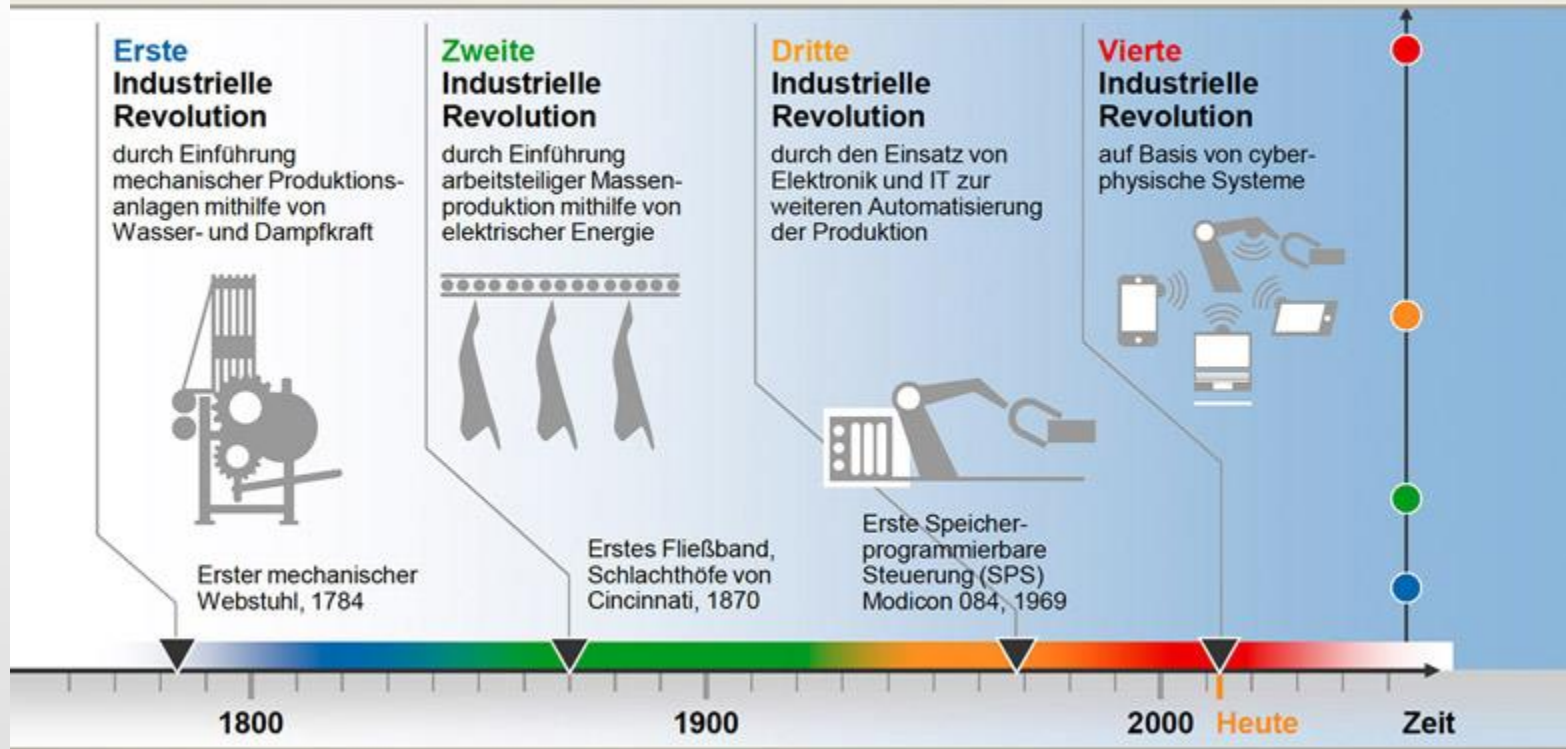 Erste
Industrielle
Revolution
durch Einführung
mechanischer Produktions-
anlagen mithilfe von
Wasser- und Dampfkraft
Erster mechanischer
Webstuhl, 1784
Zweite
Industrielle
Revolution
durch Einführung
arbeitsteiliger Massen-
produktion mithilfe von
elektrischer Energie
Erstes Fließband,
Schlachthöfe von
Cincinnati, 1870
Dritte
Industrielle
Revolution
durch den Einsatz von
Elektronik und IT zur
weiteren Automatisierung
der Produktion
Erste Speicher-
programmierbare
Steuerung (SPS)
Modicon 084, 1969
Vierte
Industrielle
Revolution
auf Basis von cyber-
physische Systeme
1800
1900
2000
Heute
Zeit